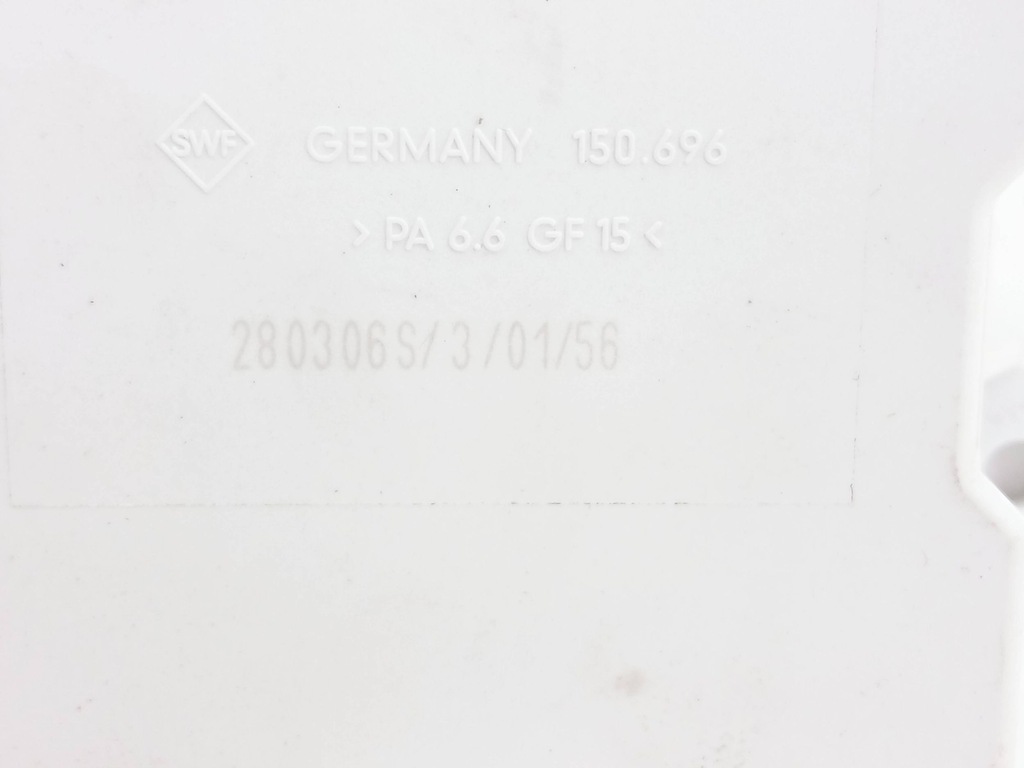 SWF GERMANY 150.696
> PA 6.6 GF 15 <
280306S/3/01/56